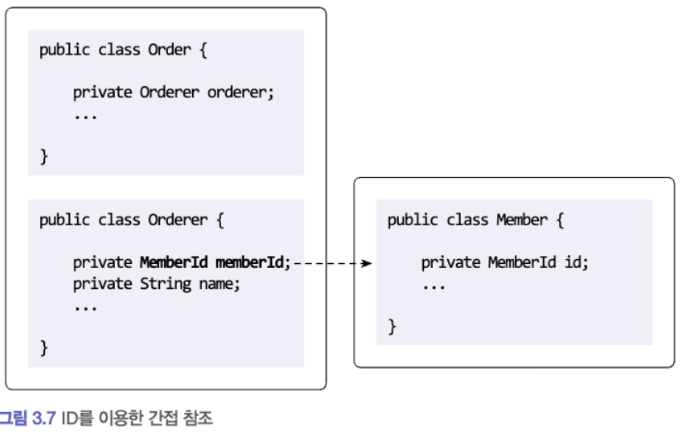 public class Order {
private Orderer orderer;
...
}
public class Orderer {
private MemberId memberId;
private String name;
...
}
public class Member {
private MemberId id;
...
}
그림 3.7 ID를 이용한 간접 참조